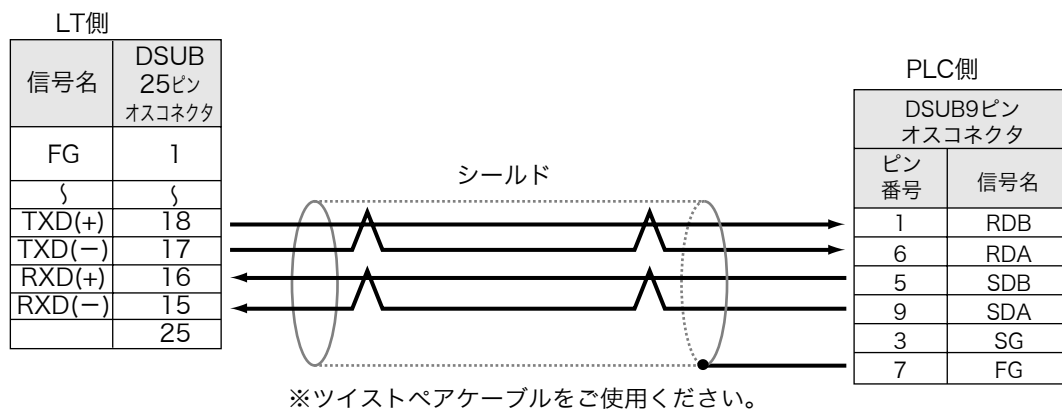 LT側
信号名 DSUB 25ピン オスコネクタ
FG 1
〜 〜
TXD(+) 18
TXD(−) 17
RXD(+) 16
RXD(−) 15
25
シールド
PLC側
DSUB9ピン
オスコネクタ
ピン番号 信号名
1 RDB
6 RDA
5 SDB
9 SDA
3 SG
7 FG
※ツイストペアケーブルをご使用ください。